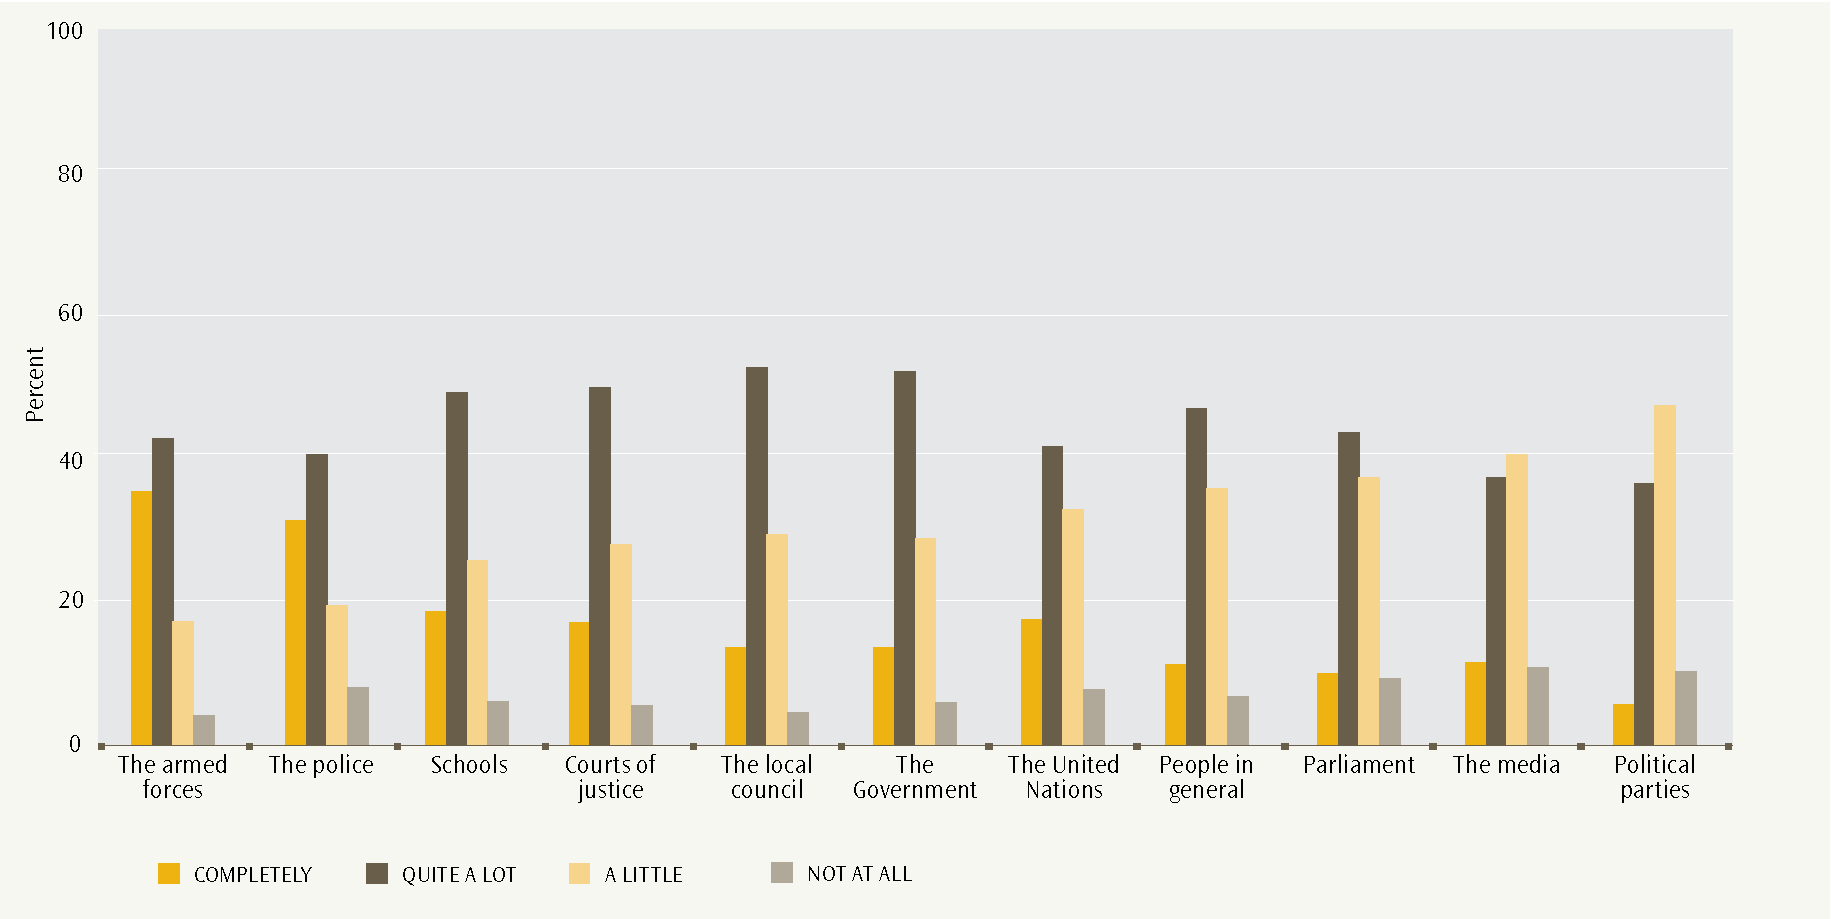 100
80
60
40
20
0
Percent
The armed
forces
The police
Schools
Courts of
justice
The local
council
The
Government
The United
Nations
People in
general
Parliament
The media
Political
parties
COMPLETELY
QUITE A LOT
A LITTLE
NOT AT ALL